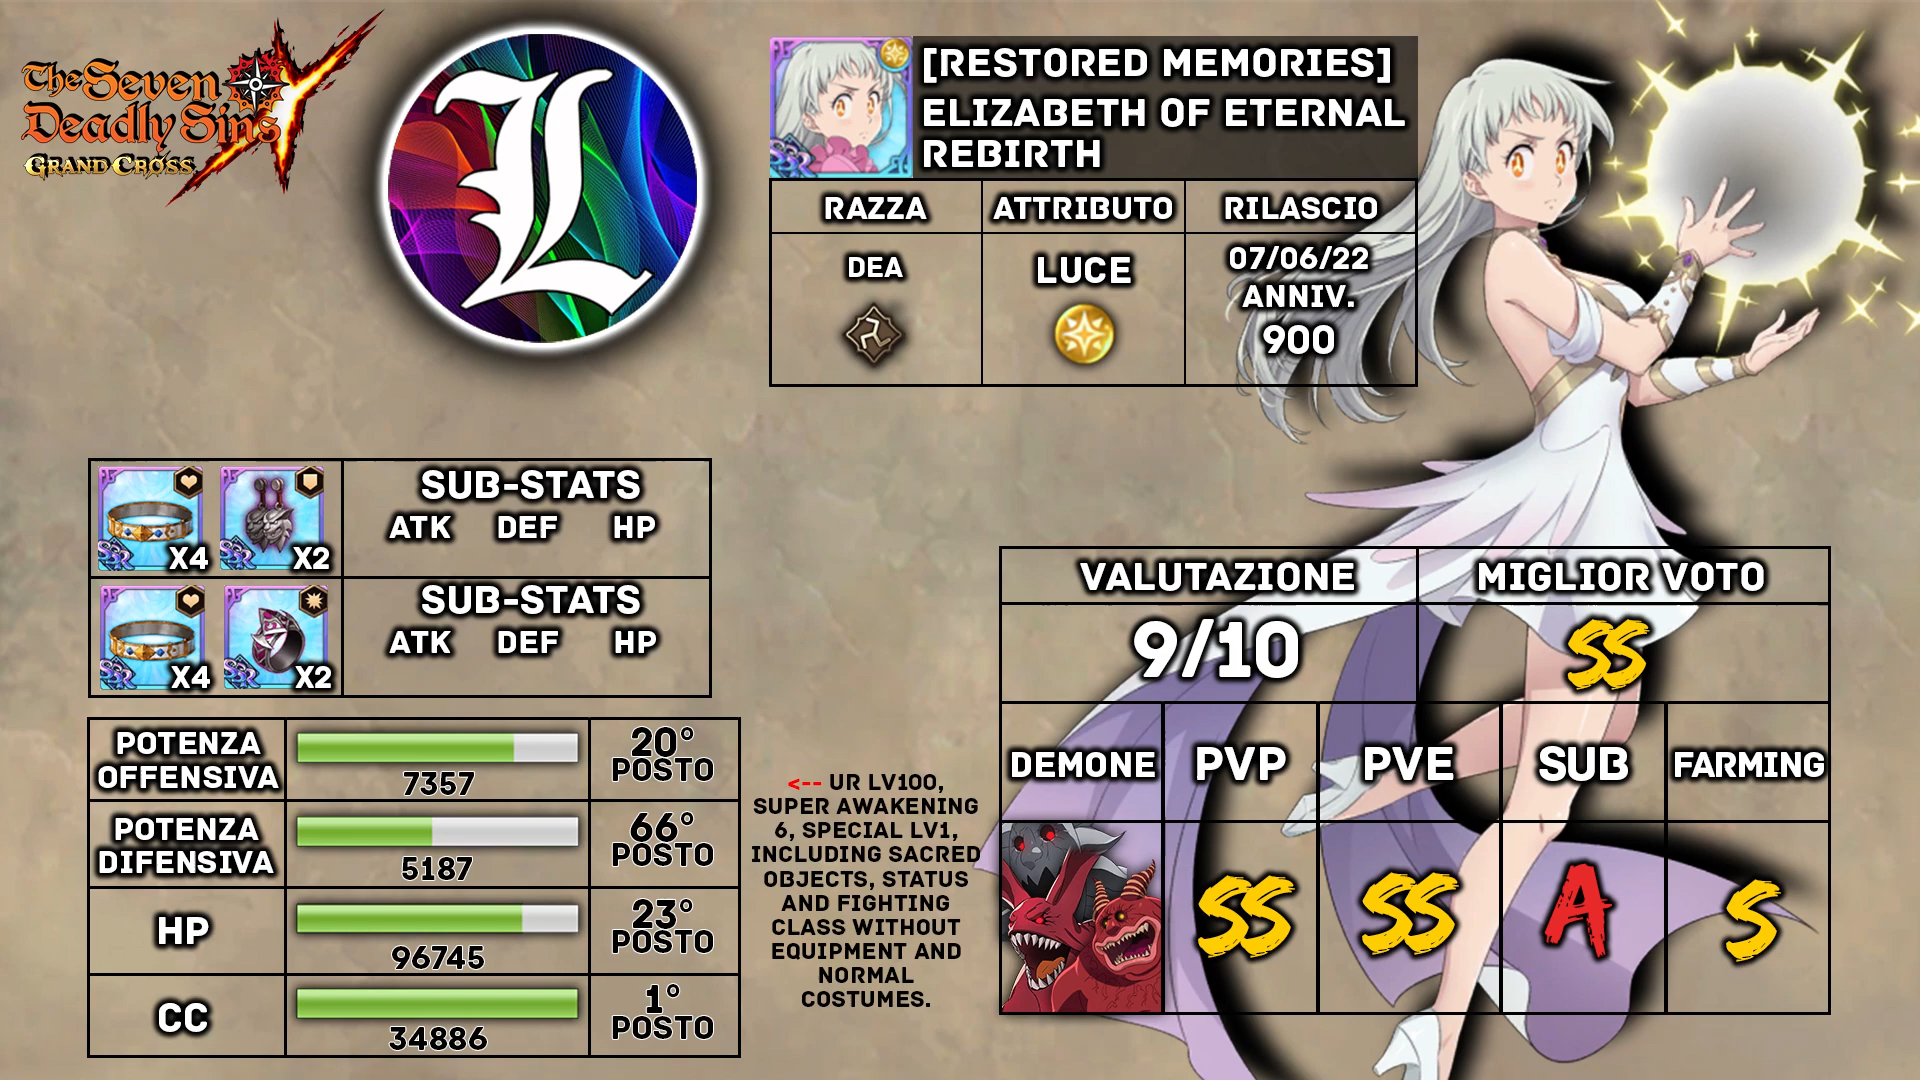 The Seven
Deadly Sins
GRAND CROSS
L
[RESTORED MEMORIES]
ELIZABETH OF ETERNAL
REBIRTH
RAZZA
ATTRIBUTO
RILASCIO
DEA
LUCE
07/06/22
ANNIV.
900
X4
X2
SUB-STATS
ATK DEF HP
X4
X2
SUB-STATS
ATK DEF HP
POTENZA
OFFENSIVA
7357
20°
POSTO
POTENZA
DIFENSIVA
5187
66°
POSTO
HP
96745
23°
POSTO
CC
34886
1°
POSTO
<-- UR LV100,
SUPER AWAKENING
6, SPECIAL LV1,
INCLUDING SACRED
OBJECTS, STATUS
AND FIGHTING
CLASS WITHOUT
EQUIPMENT AND
NORMAL
COSTUMES.
VALUTAZIONE
MIGLIOR VOTO
9/10
SS
DEMONE
PVP
PVE
SUB
FARMING
SS
SS
A
S